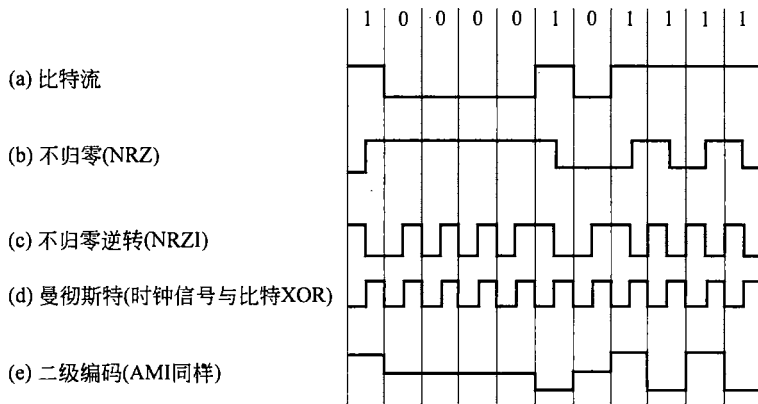 1 0 0 0 0 1 0 1 1 1 1
(a) 比特流
(b) 不归零(NRZ)
(c) 不归零逆转(NRZI)
(d) 曼彻斯特(时钟信号与比特XOR)
(e) 二级编码(AMI同样)